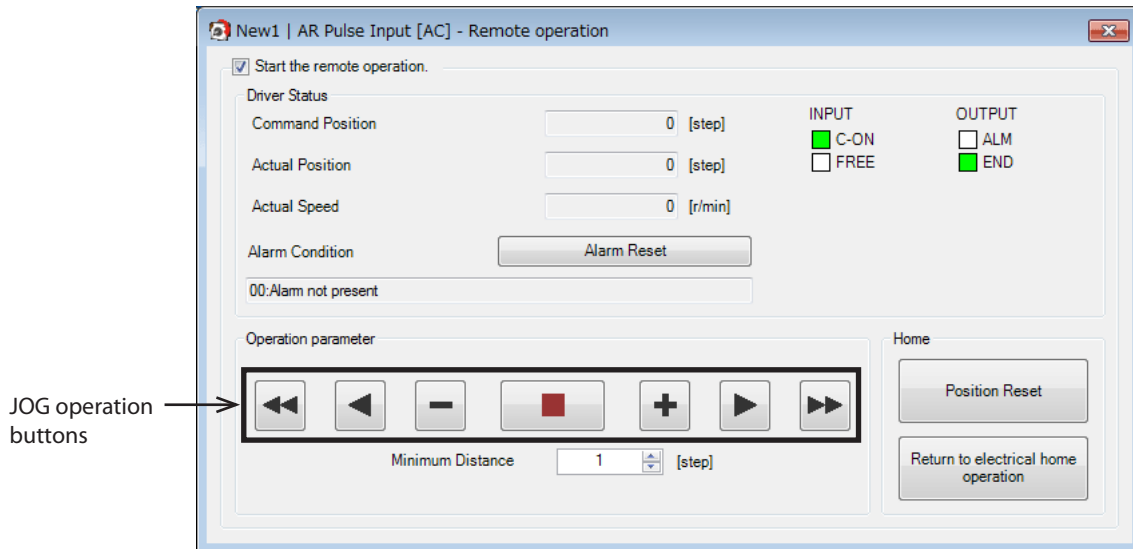 New1 | AR Pulse Input [AC] - Remote operation
Start the remote operation.
Driver Status
Command Position 0 [step]
Actual Position 0 [step]
Actual Speed 0 [r/min]
INPUT
C-ON
FREE
OUTPUT
ALM
END
Alarm Condition Alarm Reset
00:Alarm not present
Operation parameter
JOG operation
buttons
Minimum Distance 1 [step]
Home
Position Reset
Return to electrical home
operation